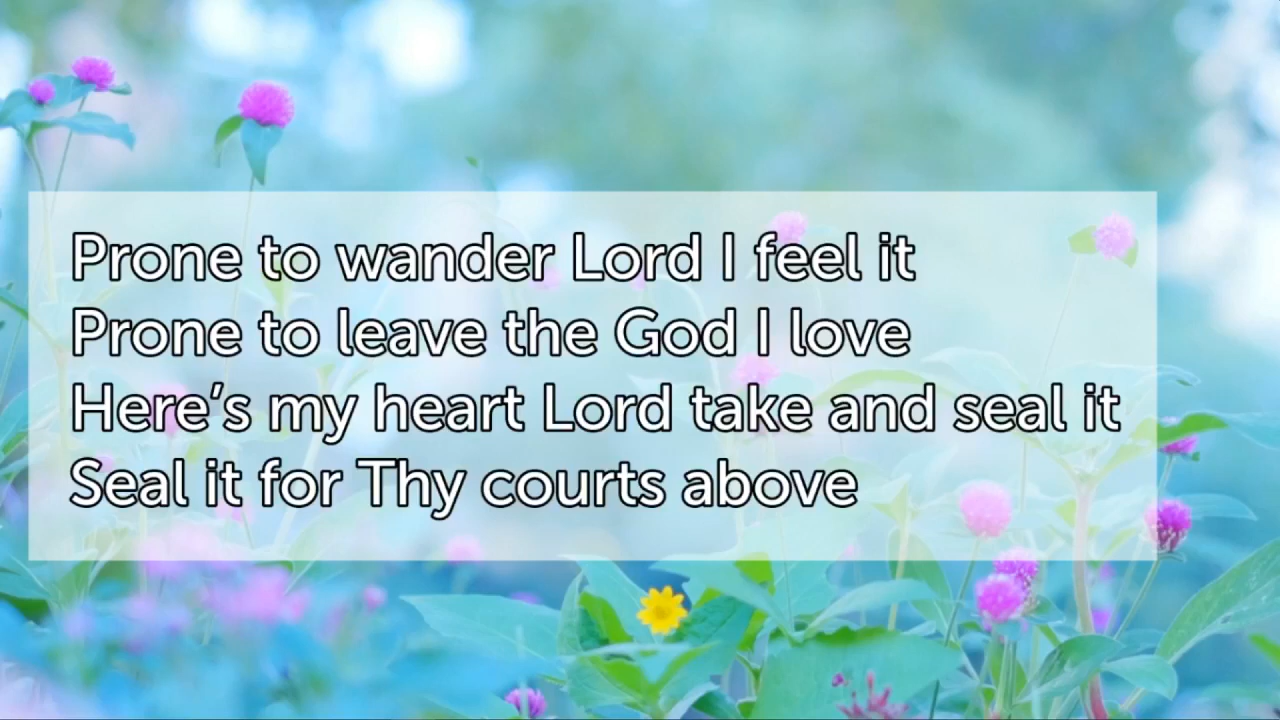 Prone to wander Lord I feel it
Prone to leave the God I love
Here’s my heart Lord take and seal it
Seal it for Thy courts above